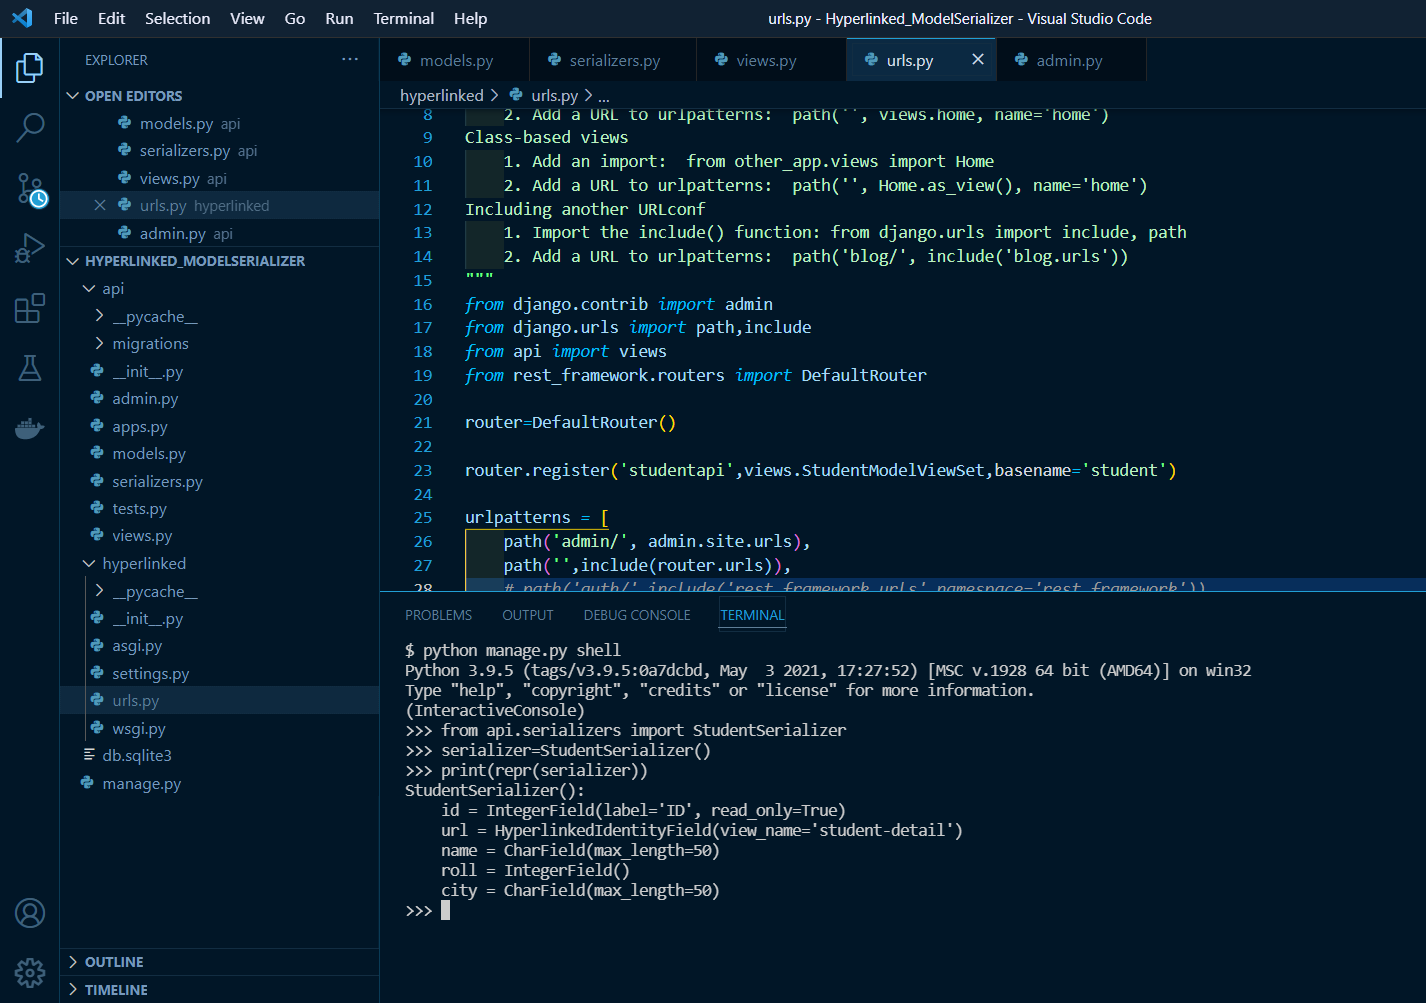 File Edit Selection View Go Run Terminal Help
urls.py - Hyperlinked_ModelSerializer - Visual Studio Code
EXPLORER ...
OPEN EDITORS
models.py api
serializers.py api
views.py api
urls.py hyperlinked
admin.py api
HYPERLINKED_MODELSERIALIZER
api
__pycache__
migrations
__init__.py
admin.py
apps.py
models.py
serializers.py
tests.py
views.py
hyperlinked
__pycache__
__init__.py
asgi.py
settings.py
urls.py
wsgi.py
db.sqlite3
manage.py
OUTLINE
TIMELINE
models.py serializers.py views.py urls.py admin.py
hyperlinked > urls.py > ...
8 2. Add a URL to urlpatterns:  path('', views.home, name='home')
9 Class-based views
10 1. Add an import:  from other_app.views import Home
11 2. Add a URL to urlpatterns:  path('', Home.as_view(), name='home')
12 Including another URLconf
13 1. Import the include() function: from django.urls import include, path
14 2. Add a URL to urlpatterns:  path('blog/', include('blog.urls'))
15 """
16 from django.contrib import admin
17 from django.urls import path,include
18 from api import views
19 from rest_framework.routers import DefaultRouter
20
21 router=DefaultRouter()
22
23 router.register('studentapi',views.StudentModelViewSet,basename='student')
24
25 urlpatterns = [
26 path('admin/', admin.site.urls),
27 path('',include(router.urls)),
28 # path('auth/',include('rest_framework.urls',namespace='rest_framework'))
PROBLEMS OUTPUT DEBUG CONSOLE TERMINAL
$ python manage.py shell
Python 3.9.5 (tags/v3.9.5:0a7dcbd, May  3 2021, 17:27:52) [MSC v.1928 64 bit (AMD64)] on win32
Type "help", "copyright", "credits" or "license" for more information.
(InteractiveConsole)
>>> from api.serializers import StudentSerializer
>>> serializer=StudentSerializer()
>>> print(repr(serializer))
StudentSerializer():
id = IntegerField(label='ID', read_only=True)
url = HyperlinkedIdentityField(view_name='student-detail')
name = CharField(max_length=50)
roll = IntegerField()
city = CharField(max_length=50)
>>>